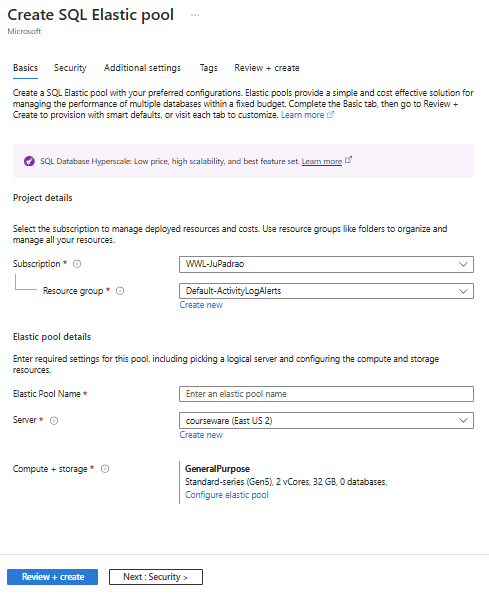 Create SQL Elastic pool ...
Microsoft
Basics Security Additional settings Tags Review + create
Create a SQL Elastic pool with your preferred configurations. Elastic pools provide a simple and cost effective solution for
managing the performance of multiple databases within a fixed budget. Complete the Basic tab, then go to Review +
Create to provision with smart defaults, or visit each tab to customize. Learn more
SQL Database Hyperscale: Low price, high scalability, and best feature set. Learn more
Project details
Select the subscription to manage deployed resources and costs. Use resource groups like folders to organize and
manage all your resources.
Subscription * WWL-JuPadrao
Resource group * Default-ActivityLogAlerts
Create new
Elastic pool details
Enter required settings for this pool, including picking a logical server and configuring the compute and storage
resources.
Elastic Pool Name * Enter an elastic pool name
Server * courseware (East US 2)
Create new
Compute + storage * GeneralPurpose
Standard-series (Gen5), 2 vCores, 32 GB, 0 databases.
Configure elastic pool
Review + create Next : Security >